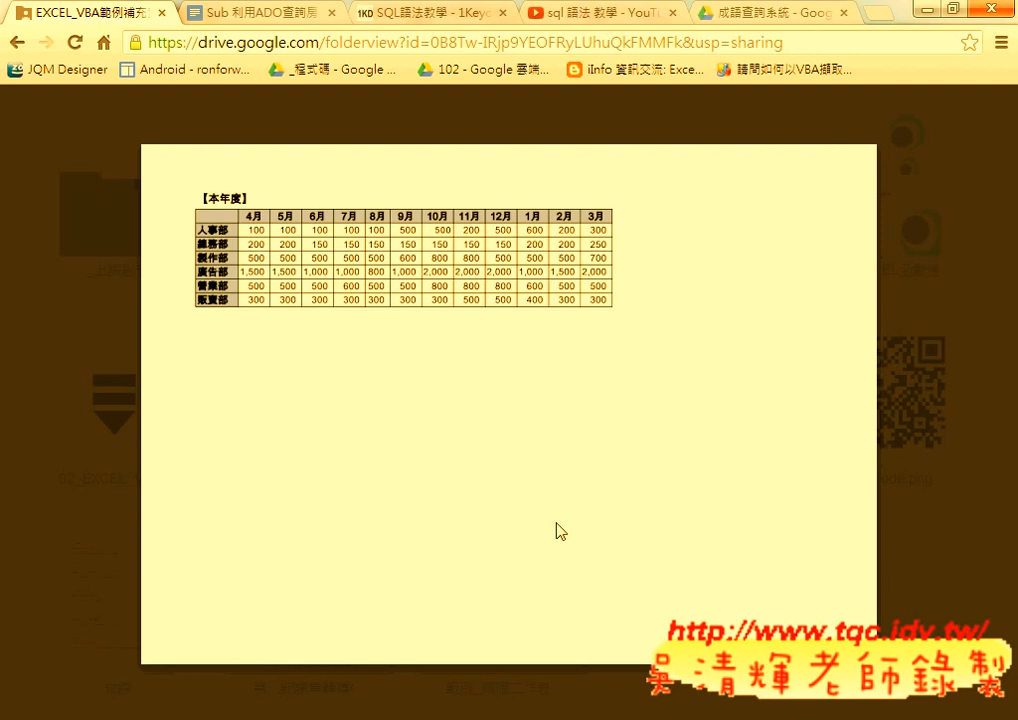 EXCEL_VBA範例補充
Sub 利用ADO查詢房
SQL語法教學 - 1Keyd
sql 語法 教學 - YouTu
成語查詢系統 - Goog
https://drive.google.com/folderview?id=0B8Tw-IRjp9YEOFRyLUhuQkFMMFk&usp=sharing
JQM Designer
Android - ronforw...
_程式碼 - Google ...
102 - Google 雲端...
iInfo 資訊交流: Exce...
請問如何以VBA擷取...
【本年度】
4月 5月 6月 7月 8月 9月 10月 11月 12月 1月 2月 3月
人事部 100 100 100 100 100 500 500 200 500 600 200 300
總務部 200 200 150 150 150 150 150 150 150 200 200 250
製作部 500 500 500 500 500 600 800 800 500 500 500 700
廣告部 1,500 1,500 1,000 1,000 800 1,000 2,000 2,000 2,000 1,000 1,500 2,000
營業部 500 500 500 600 500 500 800 800 800 600 500 500
販賣部 300 300 300 300 300 300 300 500 500 400 300 300
http://www.tqc.idv.tw/
吳清輝老師錄製